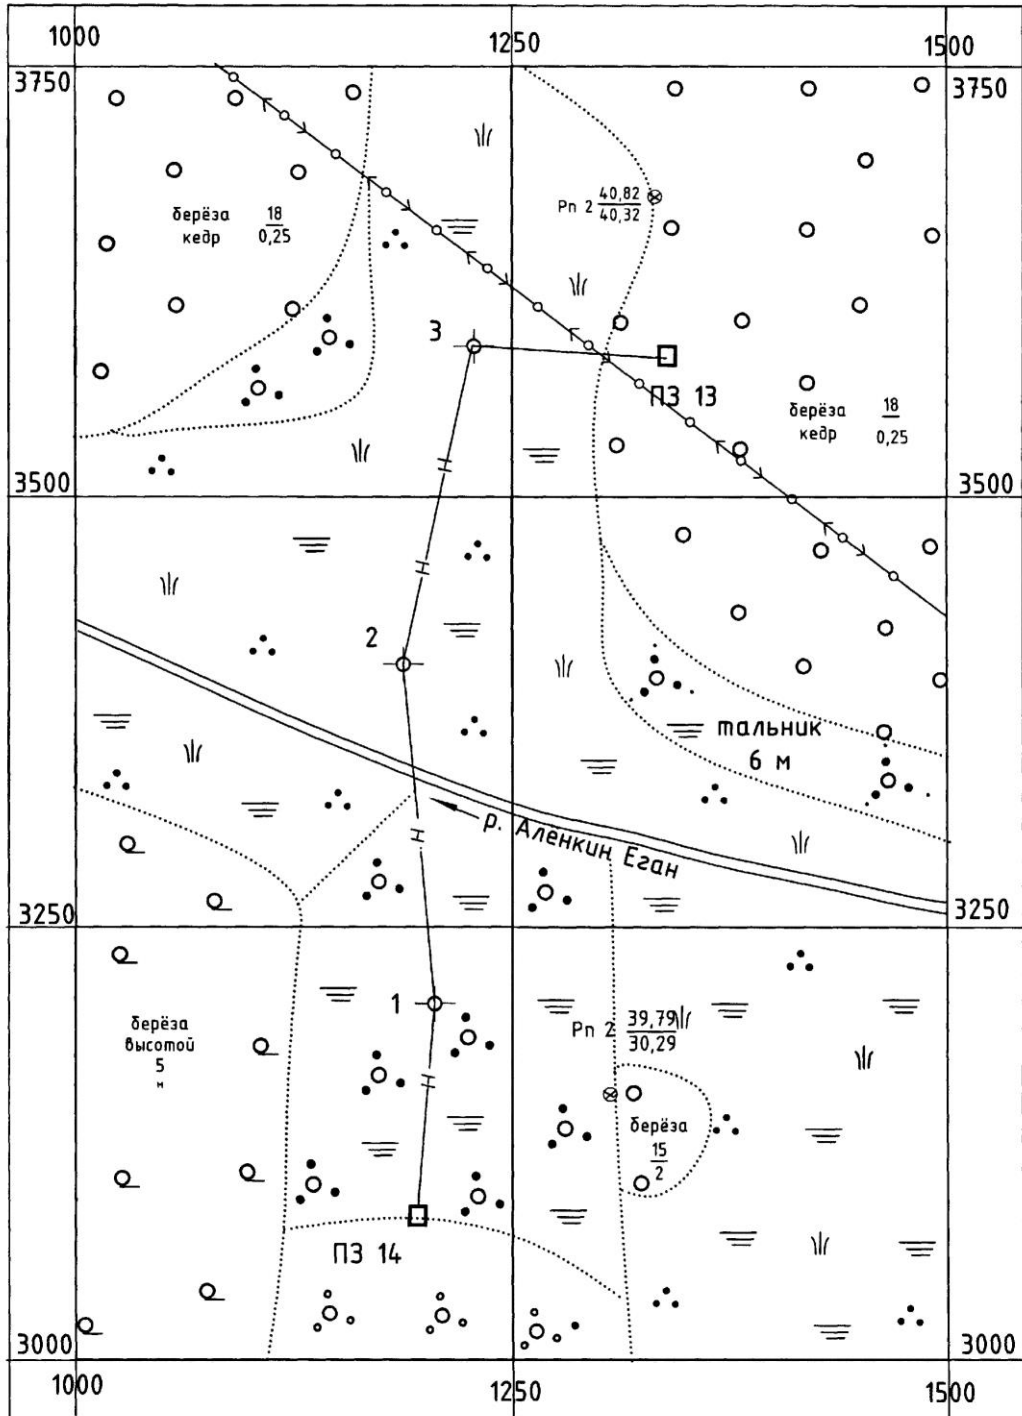 1000 1250 1500
3750 3750
Рп 2 40,82
40,32
берёза 18
кедр 0,25
3
ПЗ 13
берёза 18
кедр 0,25
3500 3500
2
тальник
6 м
р. Аленкин Еган
3250 3250
1
Рп 2 39,79
30,29
берёза
высотой
5
м
берёза
15
2
ПЗ 14
3000 3000
1000 1250 1500